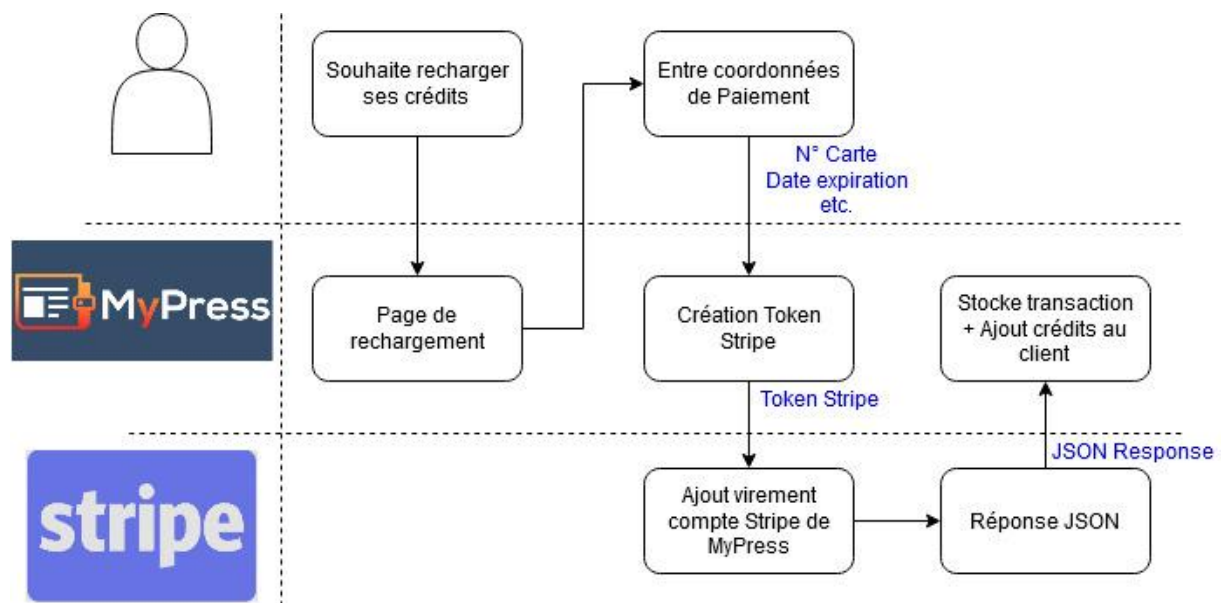 Souhaite recharger
ses crédits
Entre coordonnées
de Paiement
N° Carte
Date expiration
etc.
MyPress
Page de
rechargement
Création Token
Stripe
Stocke transaction
+ Ajout crédits au
client
Token Stripe
JSON Response
stripe
Ajout virement
compte Stripe de
MyPress
Réponse JSON